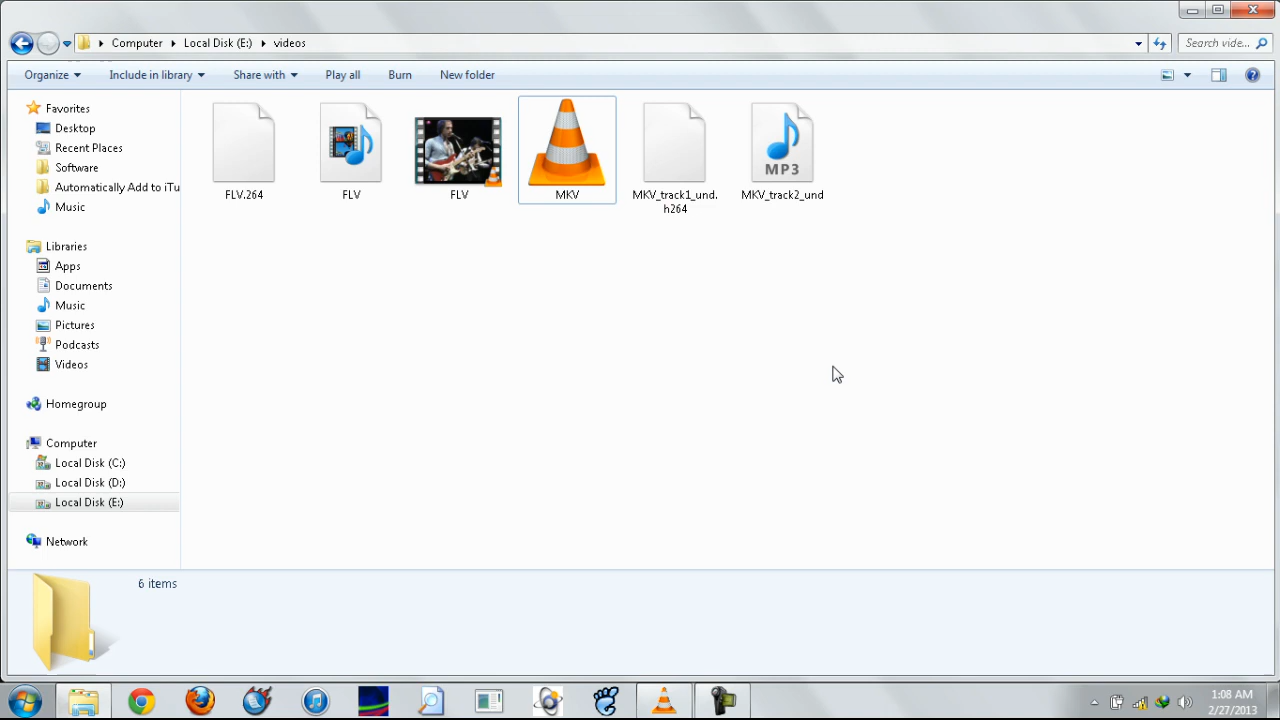 Computer
Local Disk (E:)
videos
Search vide...
Organize
Include in library
Share with
Play all
Burn
New folder
Favorites
Desktop
Recent Places
Software
Automatically Add to iTu
Music
Libraries
Apps
Documents
Music
Pictures
Podcasts
Videos
Homegroup
Computer
Local Disk (C:)
Local Disk (D:)
Local Disk (E:)
Network
FLV.264
FLV
FLV
MKV
MKV_track1_und.
h264
MP3
MKV_track2_und
6 items
1:08 AM
2/27/2013